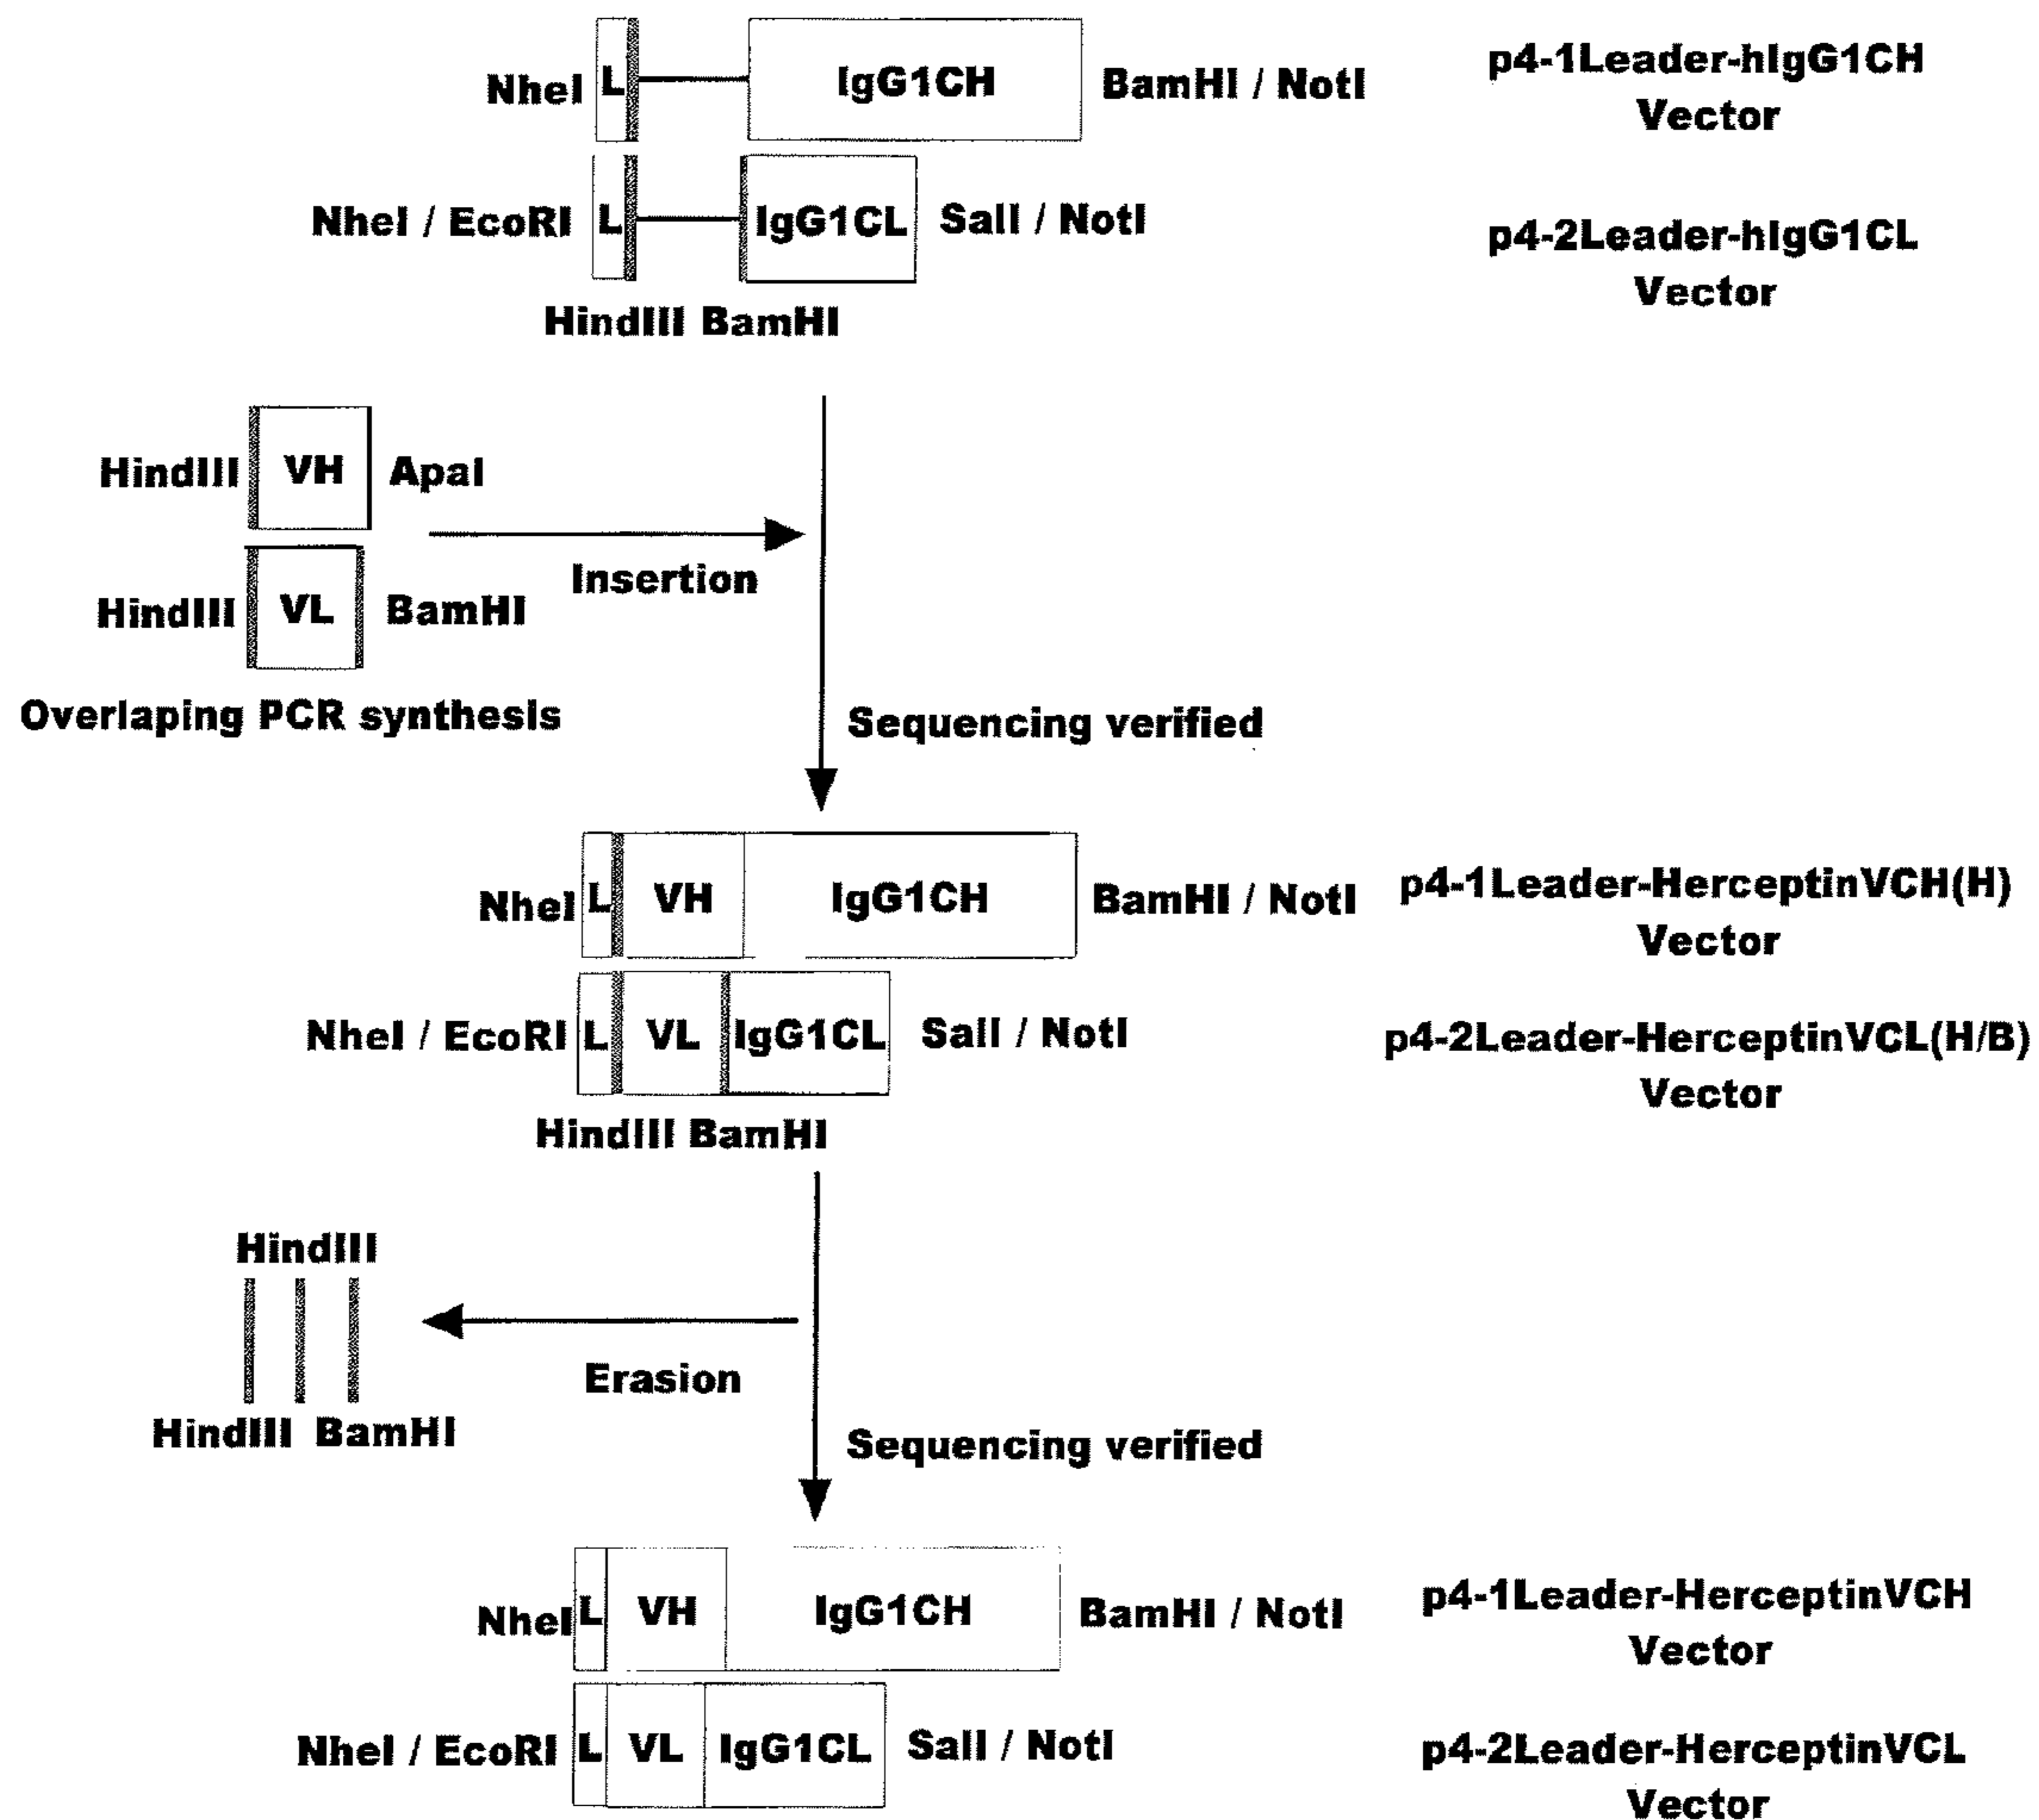 NheI L IgG1CH BamHI / NotI p4-1Leader-hIgG1CH
Vector
NheI / EcoRI L IgG1CL SalI / NotI p4-2Leader-hIgG1CL
Vector
HindIII BamHI
HindIII VH ApaI
Insertion
HindIII VL BamHI
Overlaping PCR synthesis
Sequencing verified
NheI L VH IgG1CH BamHI / NotI p4-1Leader-HerceptinVCH(H)
Vector
NheI / EcoRI L VL IgG1CL SalI / NotI p4-2Leader-HerceptinVCL(H/B)
Vector
HindIII BamHI
HindIII
Erasion
HindIII BamHI
Sequencing verified
NheI L VH IgG1CH BamHI / NotI p4-1Leader-HerceptinVCH
Vector
NheI / EcoRI L VL IgG1CL SalI / NotI p4-2Leader-HerceptinVCL
Vector